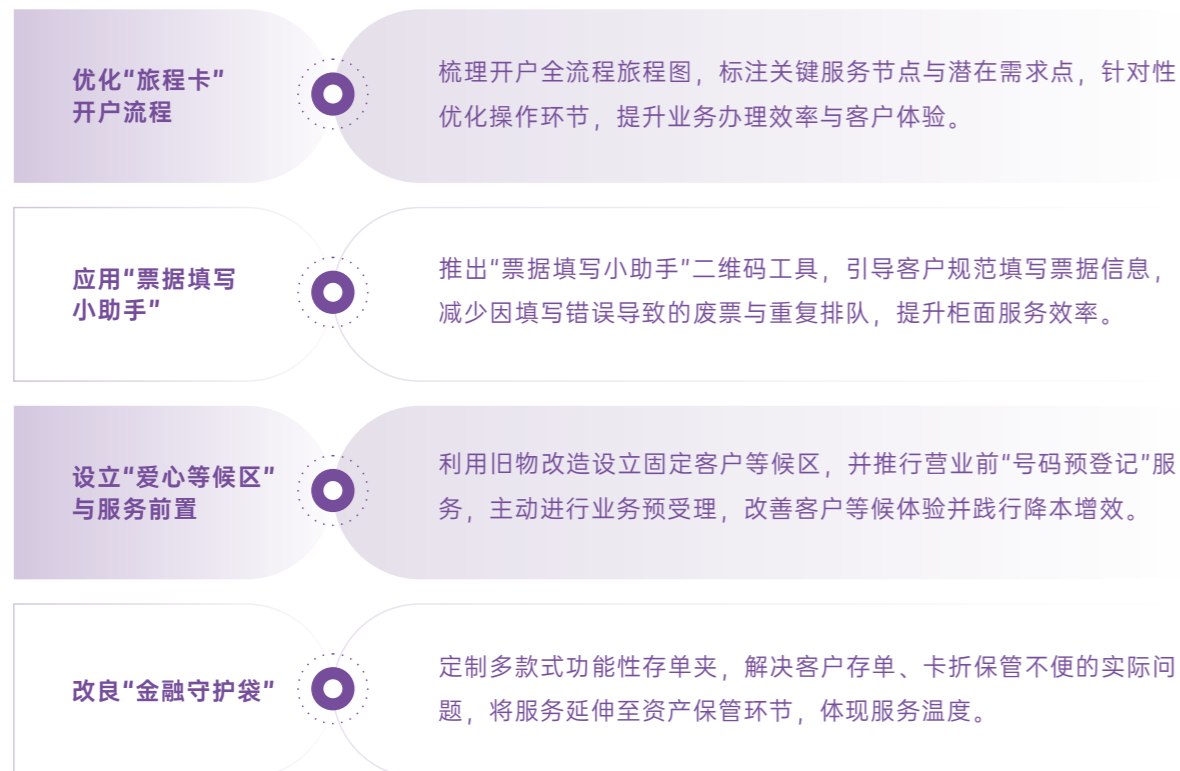 优化“旅程卡”
开户流程
梳理开户全流程旅程图，标注关键服务节点与潜在需求点，针对性
优化操作环节，提升业务办理效率与客户体验。
应用“票据填写
小助手”
推出“票据填写小助手”二维码工具，引导客户规范填写票据信息，
减少因填写错误导致的废票与重复排队，提升柜面服务效率。
设立“爱心等候区”
与服务前置
利用旧物改造设立固定客户等候区，并推行营业前“号码预登记”服
务，主动进行业务预受理，改善客户等候体验并践行降本增效。
改良“金融守护袋”
定制多款式功能性存单夹，解决客户存单、卡折保管不便的实际问
题，将服务延伸至资产保管环节，体现服务温度。